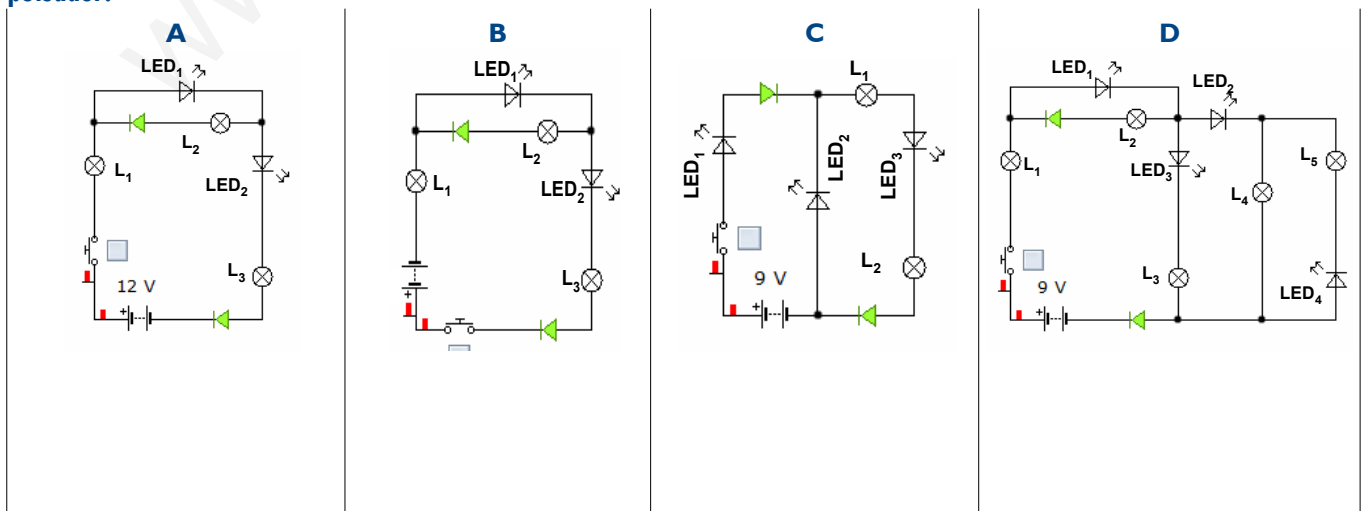 A B C D
LED₁
L₂
L₁
LED₂
L₃
12 V
+
LED₁
L₂
L₁
LED₂
L₃
+
L₁
LED₁
LED₂
LED₃
L₂
9 V
+
LED₁
LED₂
L₂
L₁
LED₃
L₅
L₄
L₃
9 V
LED₄
+